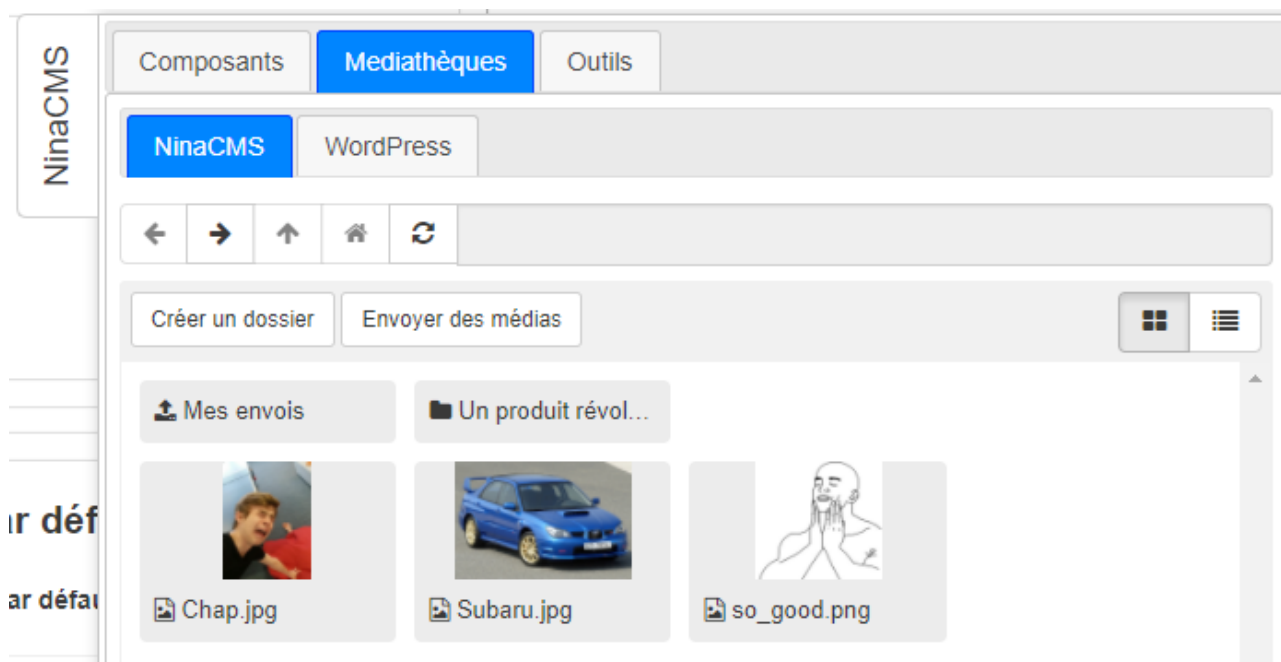 NinaCMS
Composants Mediathèques Outils
NinaCMS WordPress
Créer un dossier Envoyer des médias
Mes envois Un produit révol...
Chap.jpg Subaru.jpg so_good.png
ar déf
ar défau